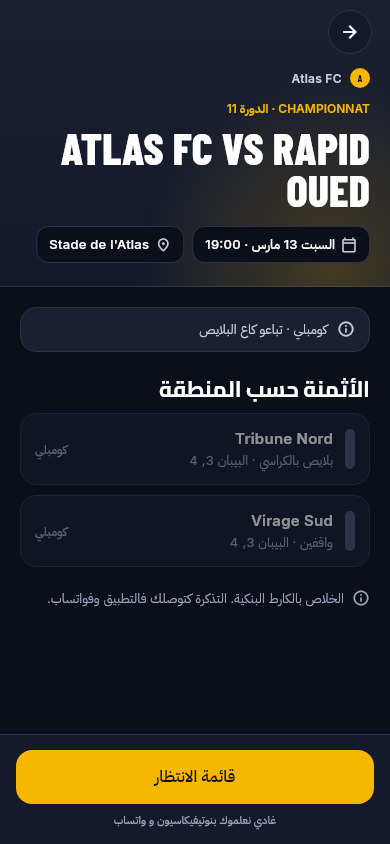 A Atlas FC
CHAMPIONNAT · الدورة 11
ATLAS FC VS RAPID
OUED
السبت 13 مارس · 19:00
Stade de l'Atlas
كومبلي · تباعو كاع البلايص
الأثمنة حسب المنطقة
Tribune Nord
بلايص بالكراسي · البيبان 3, 4
كومبلي
Virage Sud
واقفين · البيبان 3, 4
كومبلي
الخلاص بالكارط البنكية. التذكرة كتوصلك فالتطبيق وفواتساب.
قائمة الانتظار
غادي نعلموك بنوتيفيكاسيون و واتساب